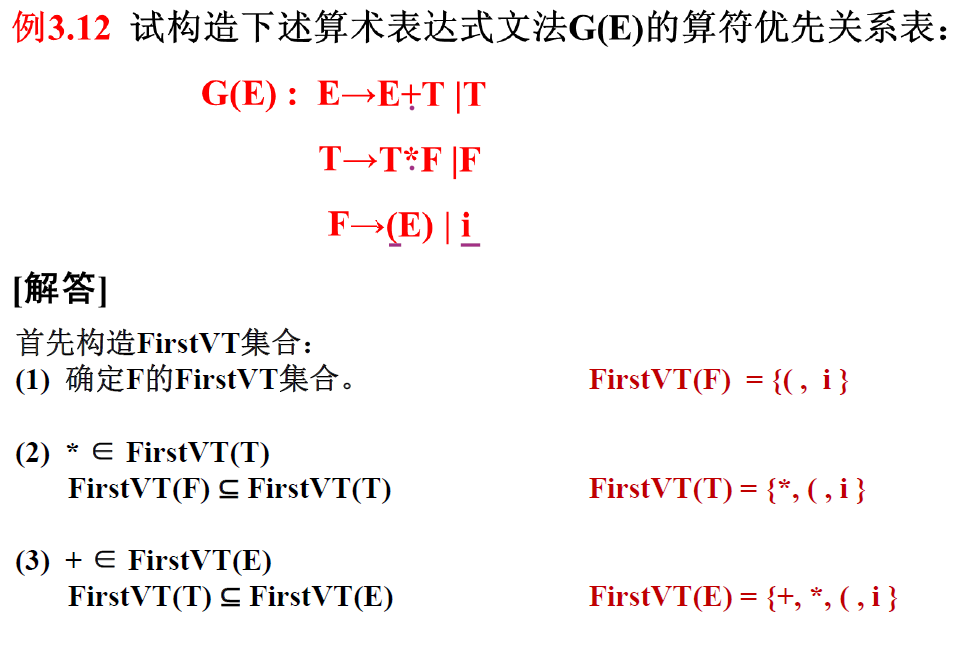 例3.12 试构造下述算术表达式文法G(E)的算符优先关系表：
G(E) : E→E+T |T
T→T*F |F
F→(E) | i
[解答]
首先构造FirstVT集合：
(1) 确定F的FirstVT集合。 FirstVT(F) = {( , i }
(2) * ∈ FirstVT(T)
FirstVT(F) ⊆ FirstVT(T) FirstVT(T) = {*, ( , i }
(3) + ∈ FirstVT(E)
FirstVT(T) ⊆ FirstVT(E) FirstVT(E) = {+, *, ( , i }